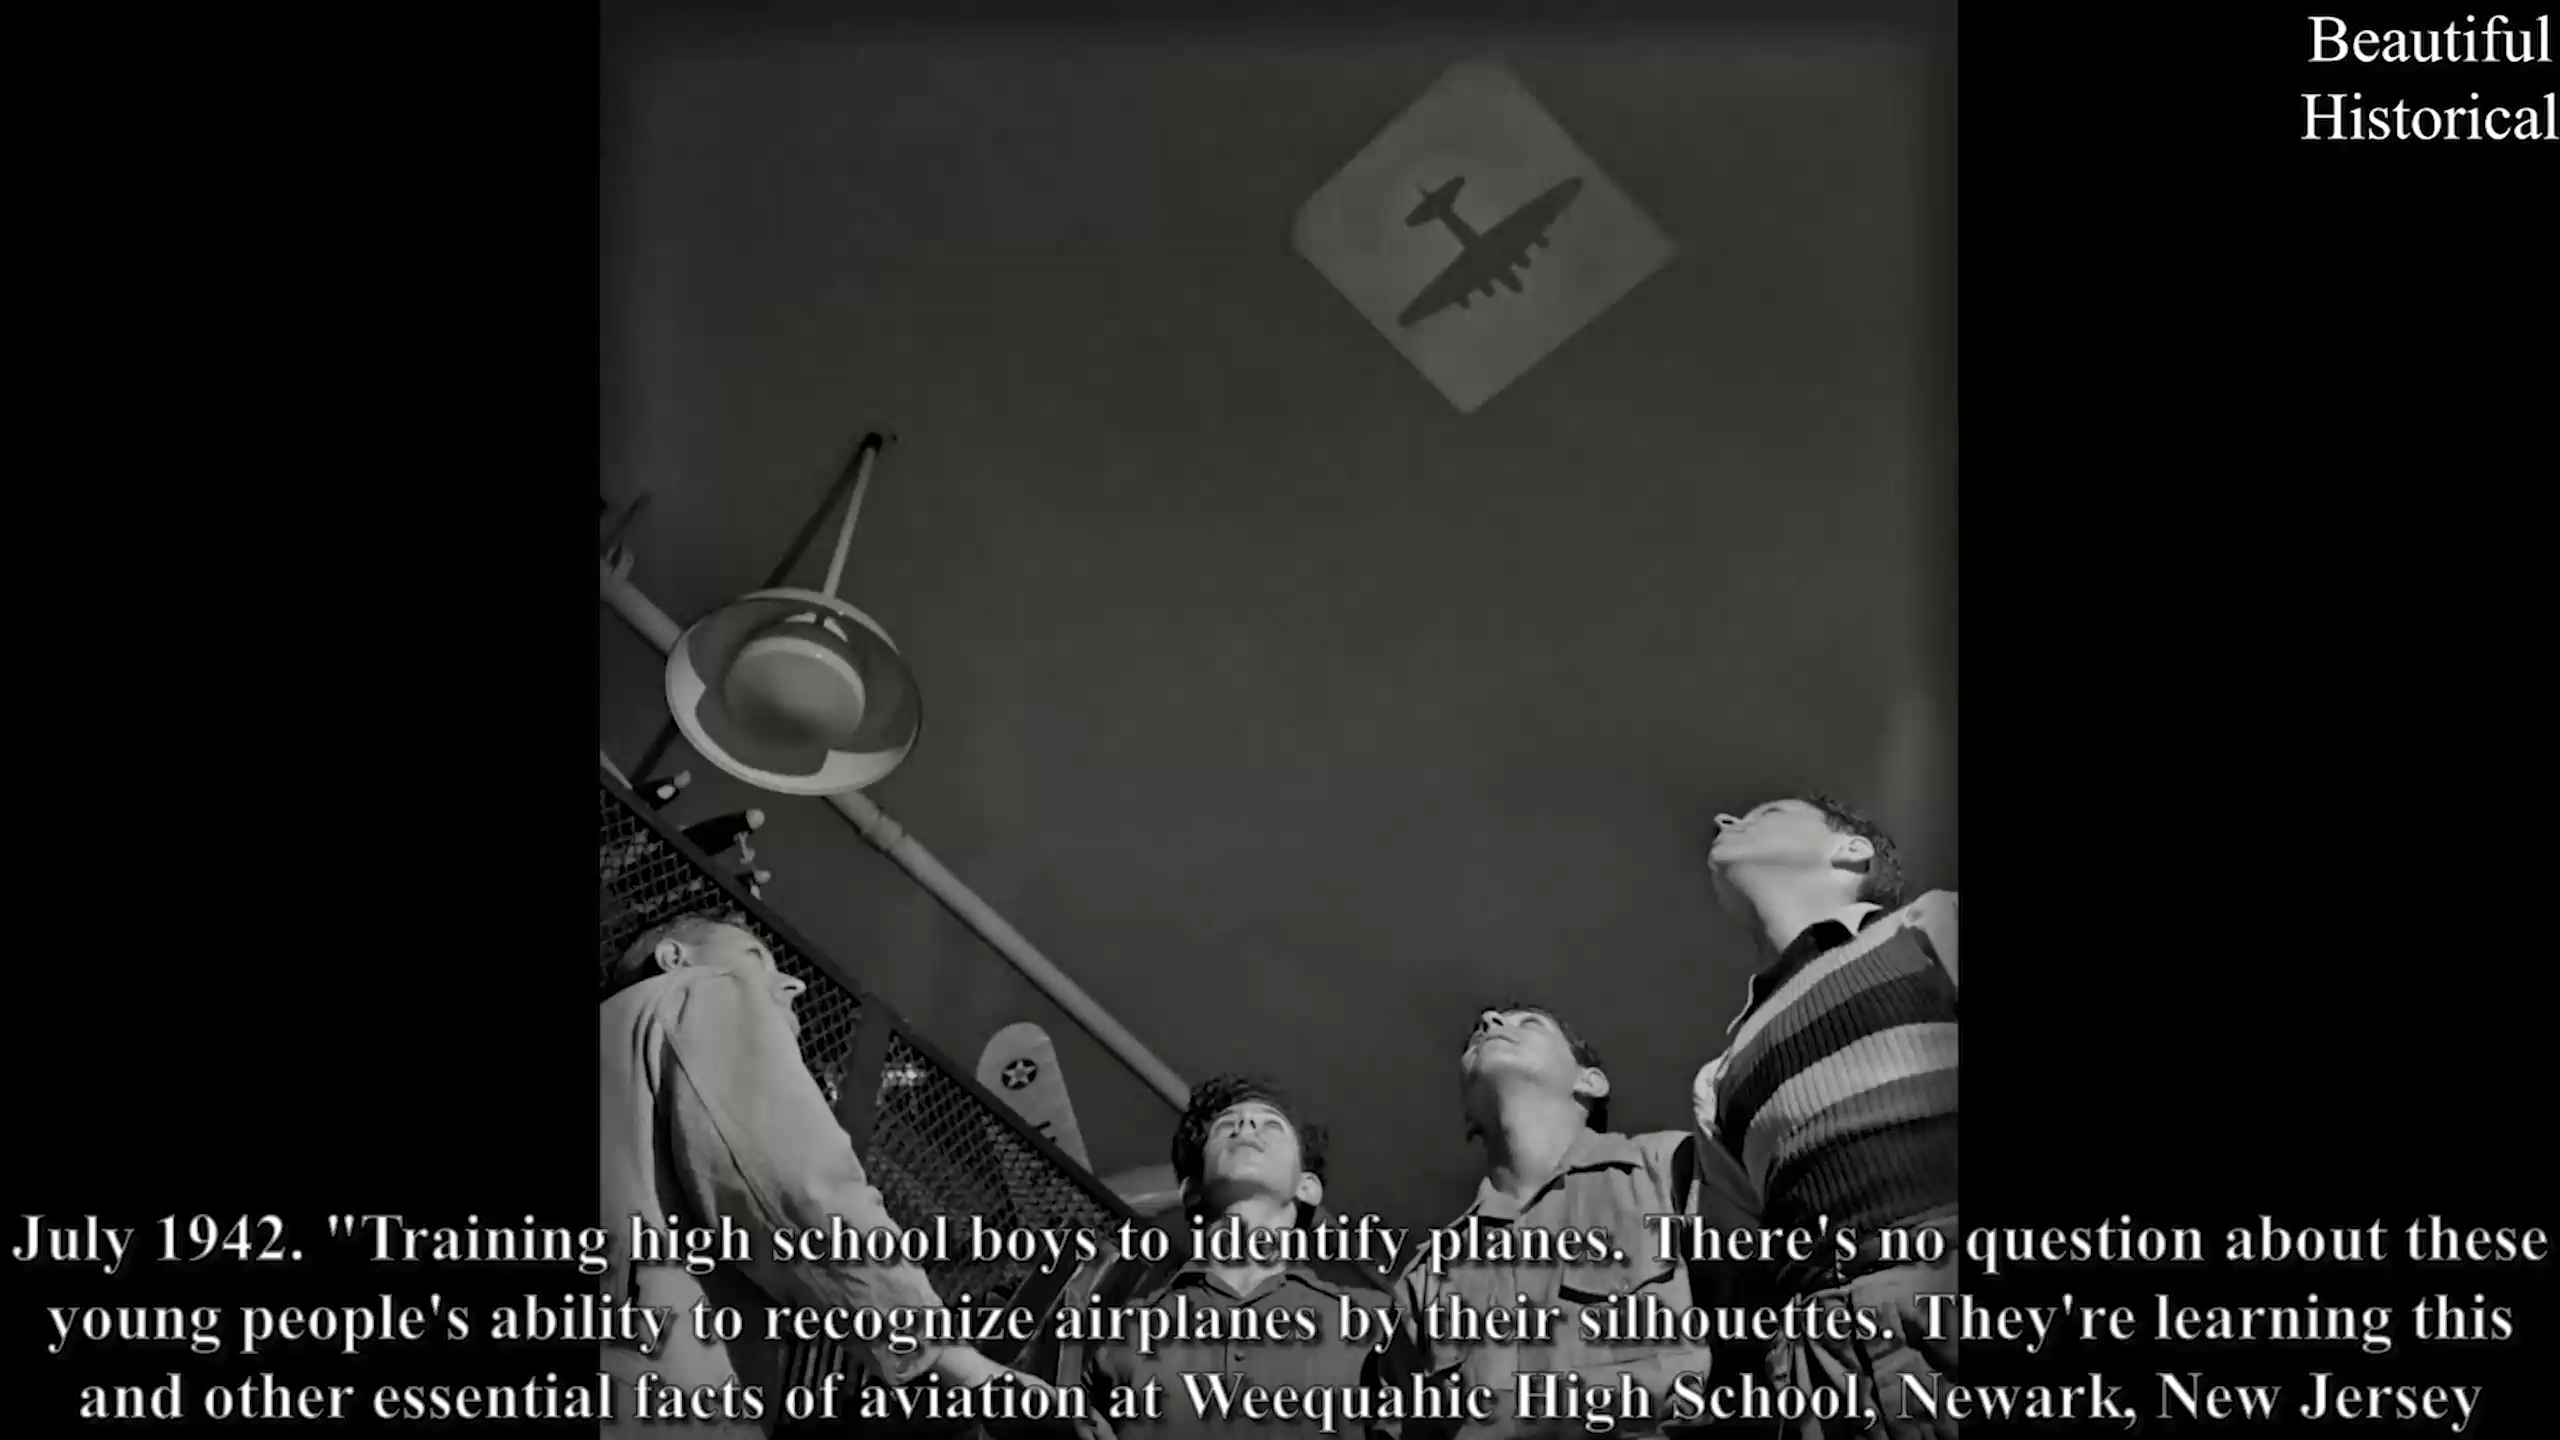 Beautiful
Historical
July 1942. "Training high school boys to identify planes. There's no question about these
young people's ability to recognize airplanes by their silhouettes. They're learning this
and other essential facts of aviation at Weequahic High School, Newark, New Jersey